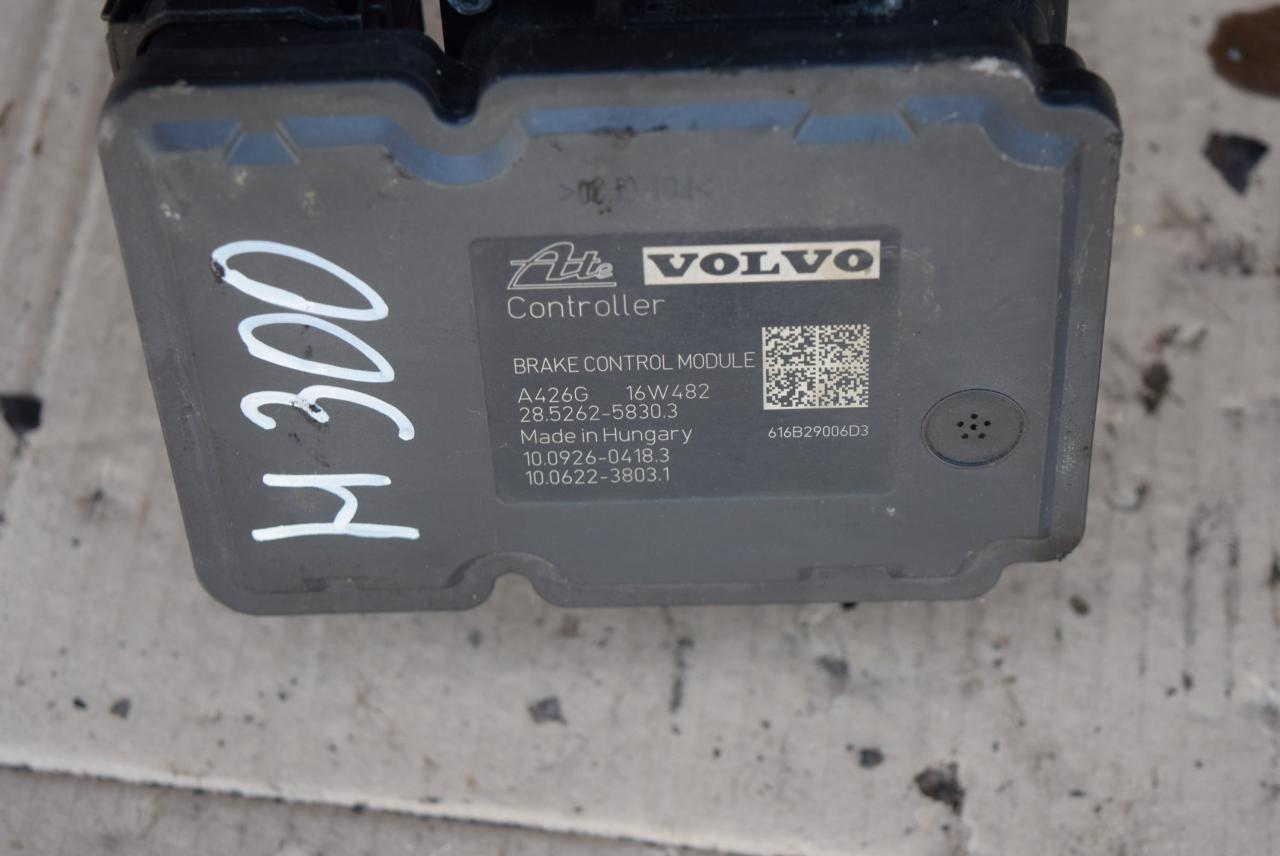 Ate VOLVO
Controller
BRAKE CONTROL MODULE
A426G 16W482
28.5262-5830.3
Made in Hungary
616B29006D3
10.0926-0418.3
10.0622-3803.1
H 300